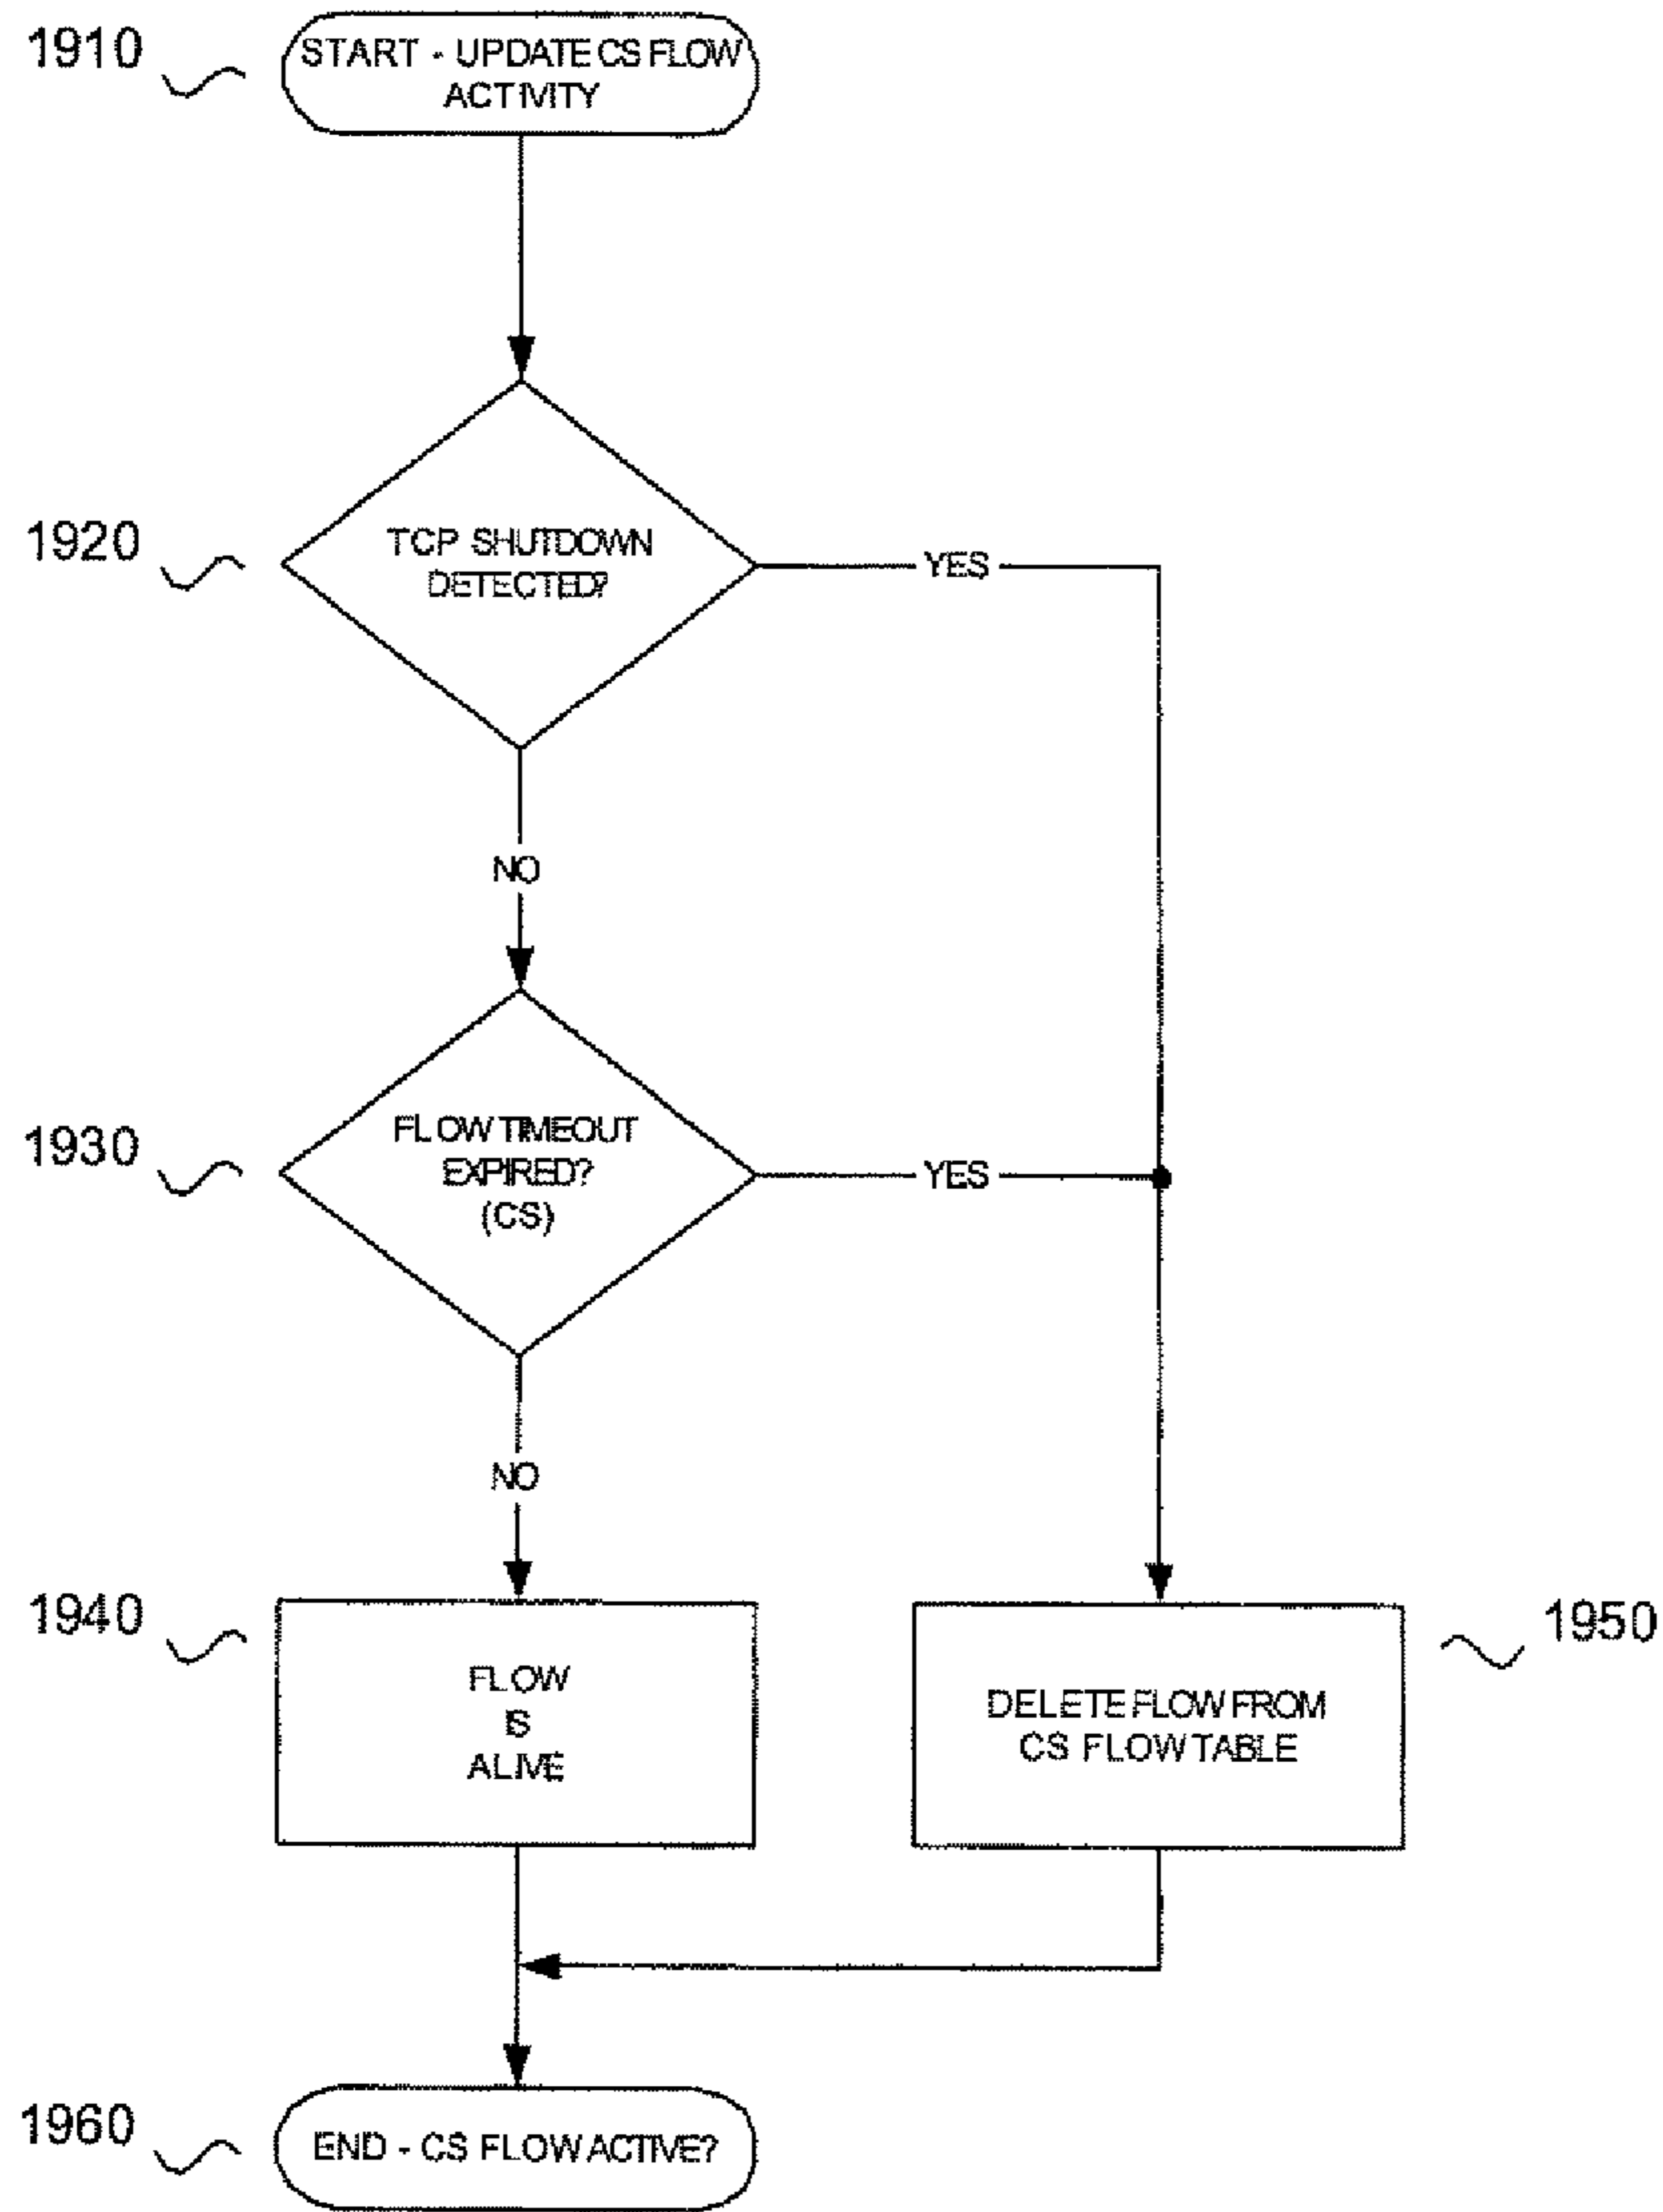 1910
START - UPDATE CS FLOW
ACTIVITY
1920
TCP SHUTDOWN
DETECTED?
YES
NO
1930
FLOW TIMEOUT
EXPIRED?
(CS)
YES
NO
1940
FLOW
IS
ALIVE
1950
DELETE FLOW FROM
CS FLOW TABLE
1960
END - CS FLOW ACTIVE?